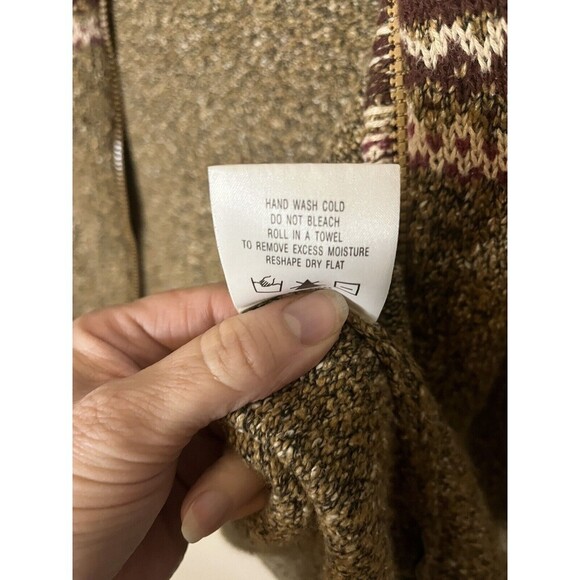 HAND WASH COLD
DO NOT BLEACH
ROLL IN A TOWEL
TO REMOVE EXCESS MOISTURE
RESHAPE DRY FLAT